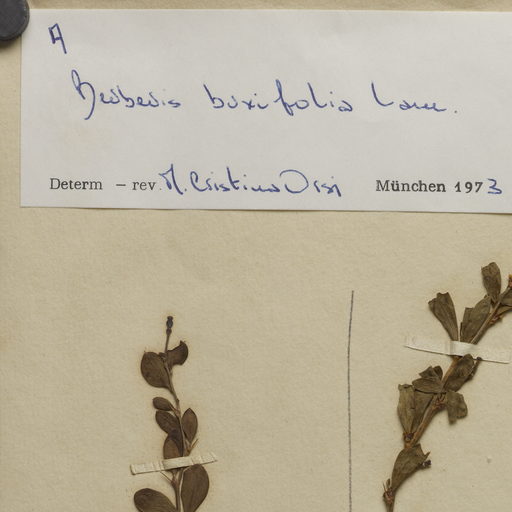 A
Berberis buxifolia Lam.
Determ – rev. M. Cristina Orsi München 1973